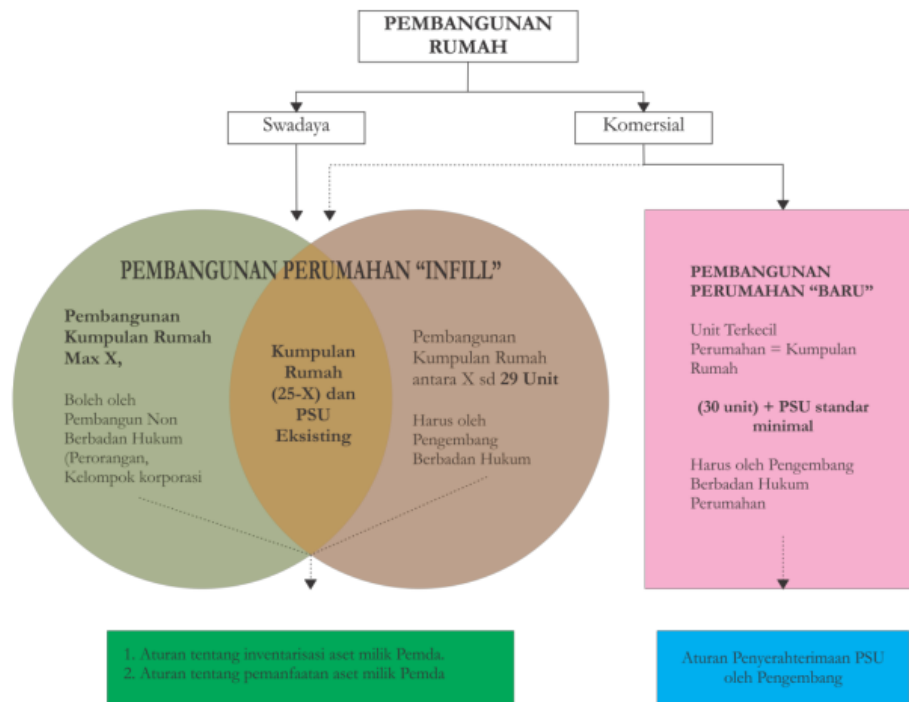 PEMBANGUNAN
RUMAH
Swadaya
Komersial
PEMBANGUNAN PERUMAHAN “INFILL”
Pembangunan
Kumpulan Rumah
Max X,
Boleh oleh
Pembangun Non
Berbadan Hukum
(Perorangan,
Kelompok korporasi
Kumpulan
Rumah
(25-X) dan
PSU
Eksisting
Pembangunan
Kumpulan Rumah
antara X sd 29 Unit
Harus oleh
Pengembang
Berbadan Hukum
PEMBANGUNAN
PERUMAHAN “BARU”
Unit Terkecil
Perumahan = Kumpulan
Rumah
(30 unit) + PSU standar
minimal
Harus oleh Pengembang
Berbadan Hukum
Perumahan
1. Aturan tentang inventarisasi aset milik Pemda.
2. Aturan tentang pemanfaatan aset milik Pemda
Aturan Penyerahterimaan PSU
oleh Pengembang